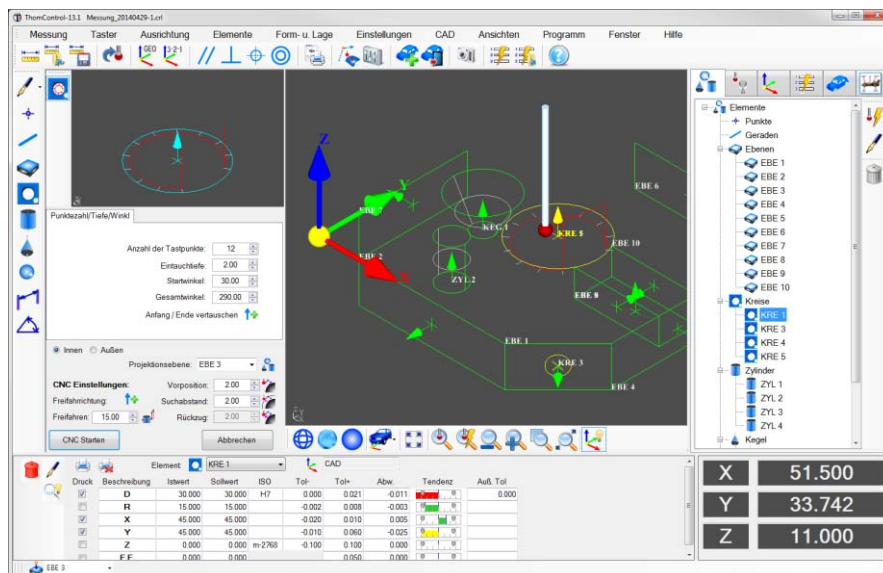 ThomControl-13.1 Messung_20140429-1.crl
Messung Taster Ausrichtung Elemente Form- u. Lage Einstellungen CAD Ansichten Programm Fenster Hilfe
GEO 3-2-1
Z
Y
X
EBE 7
EBE 2
KEG 1
ZYL 2
KRE 5
EBE 10
EBE 6
EBE 8
EBE 1
KRE 3
EBE 4
Punktezahl/Tiefe/Winkl
Anzahl der Tastpunkte: 12
Eintauchtiefe: 2.00
Startwinkel: 30.00
Gesamtwinkel: 290.00
Anfang / Ende vertauschen
Innen Außen
Projektionsebene: EBE 3
CNC Einstellungen: Vorposition: 2.00
Freifahrrichtung: Suchabstand: 2.00
Freifahren: 15.00 Rückzug: 2.00
CNC Starten Abbrechen
Elemente
Punkte
Geraden
Ebenen
EBE 1
EBE 2
EBE 3
EBE 4
EBE 5
EBE 6
EBE 7
EBE 8
EBE 9
EBE 10
Kreise
KRE 1
KRE 3
KRE 4
KRE 5
Zylinder
ZYL 1
ZYL 2
ZYL 3
ZYL 4
Kegel
Element: KRE 1 CAD
Druck Beschreibung Istwert Sollwert ISO Tol- Tol+ Abw. Tendenz Auß. Tol
D 30.000 30.000 H7 0.000 0.021 -0.011 0.000
R 15.000 15.000 -0.002 0.008 -0.003
X 45.000 45.000 -0.020 0.010 0.005
Y 45.000 45.000 -0.010 0.060 -0.025
Z 0.000 0.000 m-2768 -0.100 0.100 0.000
0.000 0.000 0.050 0.000
X 51.500
Y 33.742
Z 11.000
EBE 3